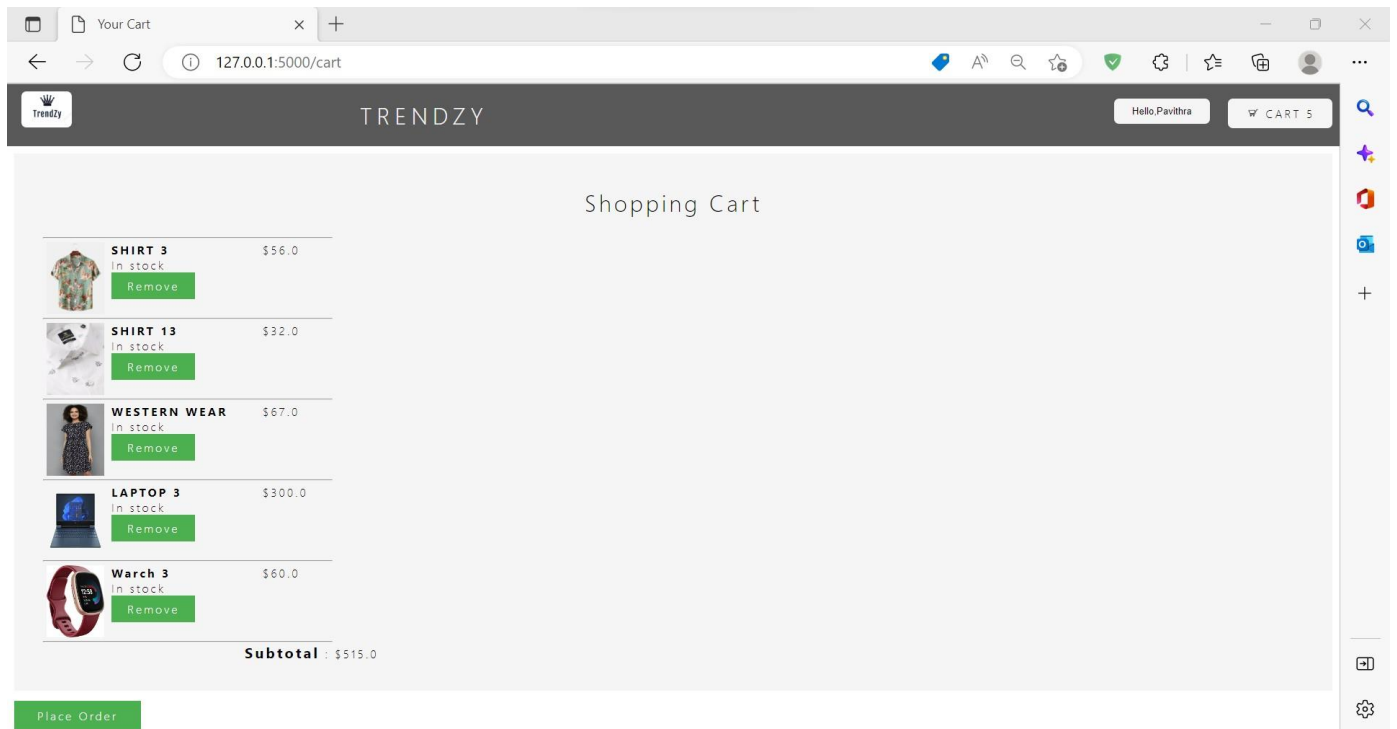 Your Cart
127.0.0.1:5000/cart
TrendZy
TRENDZY
Hello,Pavithra
CART 5
Shopping Cart
SHIRT 3 $56.0
In stock
Remove
SHIRT 13 $32.0
In stock
Remove
WESTERN WEAR $67.0
In stock
Remove
LAPTOP 3 $300.0
In stock
Remove
Warch 3 $60.0
In stock
Remove
Subtotal : $515.0
Place Order